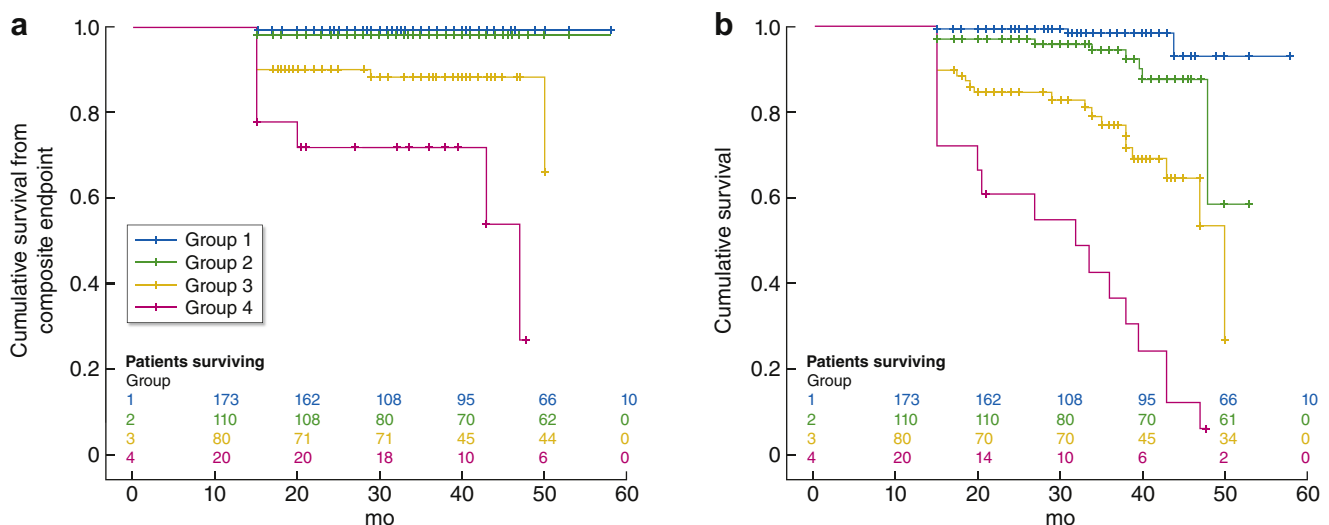 a
Cumulative survival from
composite endpoint
1.0
0.8
0.6
0.4
0.2
0
Group 1
Group 2
Group 3
Group 4
Patients surviving
Group
1 173 162 108 95 66 10
2 110 108 80 70 62 0
3 80 71 71 45 44 0
4 20 20 18 10 6 0
0 10 20 30 40 50 60
mo
b
Cumulative survival
1.0
0.8
0.6
0.4
0.2
0
Patients surviving
Group
1 173 162 108 95 66 10
2 110 110 80 70 61 0
3 80 70 70 45 34 0
4 20 14 10 6 2 0
0 10 20 30 40 50 60
mo